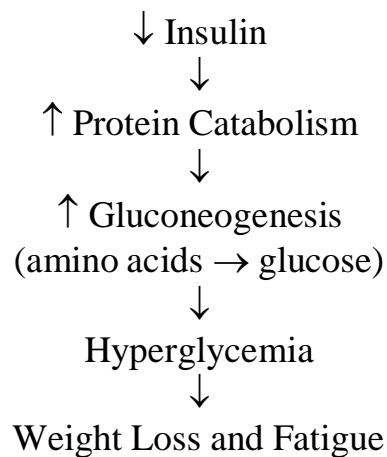 ↓ Insulin
↓
↑ Protein Catabolism
↓
↑ Gluconeogenesis
(amino acids → glucose)
↓
Hyperglycemia
↓
Weight Loss and Fatigue